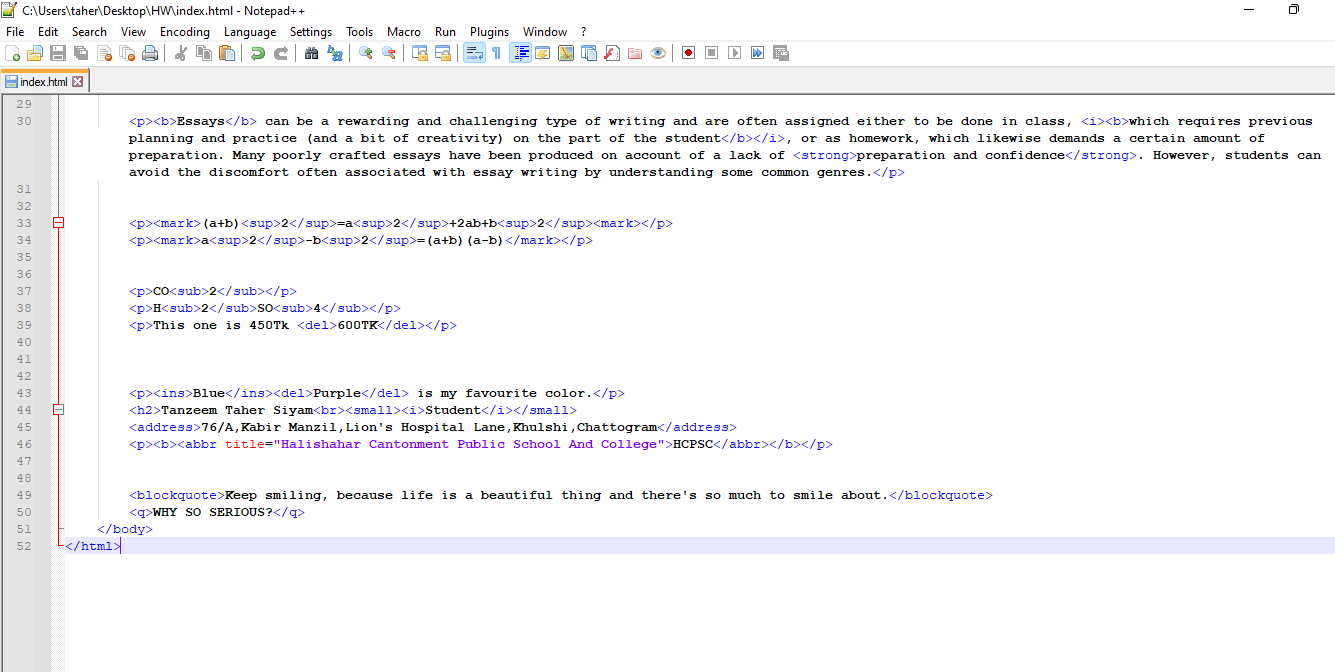 C:\Users\taher\Desktop\HW\index.html - Notepad++
File Edit Search View Encoding Language Settings Tools Macro Run Plugins Window ?
index.html
29
30 <p><b>Essays</b> can be a rewarding and challenging type of writing and are often assigned either to be done in class, <i><b>which requires previous
planning and practice (and a bit of creativity) on the part of the student</b></i>, or as homework, which likewise demands a certain amount of
preparation. Many poorly crafted essays have been produced on account of a lack of <strong>preparation and confidence</strong>. However, students can
avoid the discomfort often associated with essay writing by understanding some common genres.</p>
31
32
33 <p><mark>(a+b)<sup>2</sup>=a<sup>2</sup>+2ab+b<sup>2</sup><mark></p>
34 <p><mark>a<sup>2</sup>-b<sup>2</sup>=(a+b)(a-b)</mark></p>
35
36
37 <p>CO<sub>2</sub></p>
38 <p>H<sub>2</sub>SO<sub>4</sub></p>
39 <p>This one is 450Tk <del>600TK</del></p>
40
41
42
43 <p><ins>Blue</ins><del>Purple</del> is my favourite color.</p>
44 <h2>Tanzeem Taher Siyam<br><small><i>Student</i></small>
45 <address>76/A,Kabir Manzil,Lion's Hospital Lane,Khulshi,Chattogram</address>
46 <p><b><abbr title="Halishahar Cantonment Public School And College">HCPSC</abbr></b></p>
47
48
49 <blockquote>Keep smiling, because life is a beautiful thing and there's so much to smile about.</blockquote>
50 <q>WHY SO SERIOUS?</q>
51 </body>
52 </html>